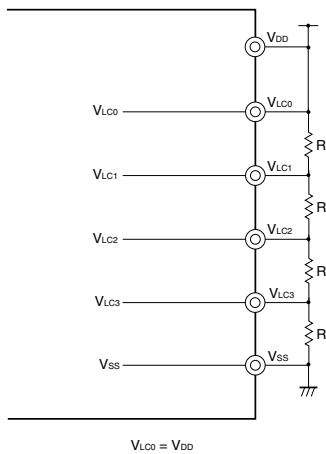 VDD
VLC0 VLC0
R
VLC1 VLC1
R
VLC2 VLC2
R
VLC3 VLC3
R
VSS VSS
VLC0 = VDD